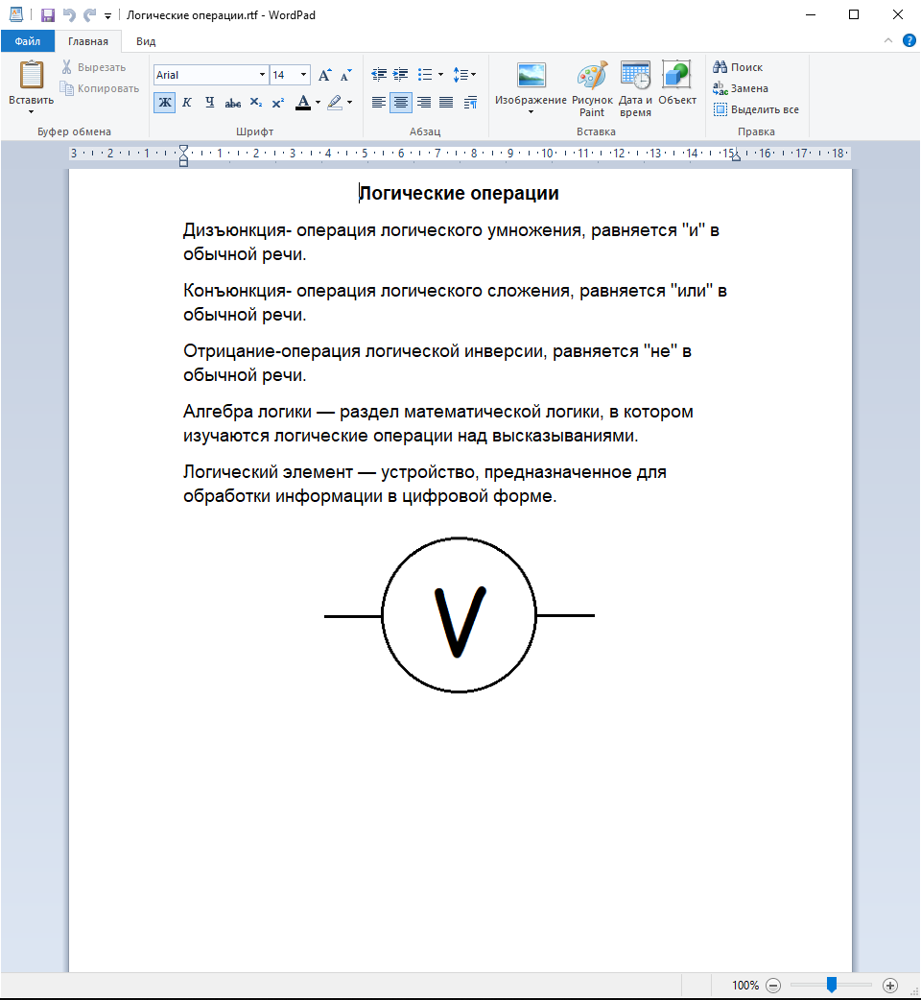 Логические операции.rtf - WordPad
Файл Главная Вид
Вставить
Вырезать
Копировать
Буфер обмена
Arial 14
Ж К Ч abc X₂ X² A
Шрифт
Абзац
Изображение
Рисунок Paint
Дата и время
Объект
Вставка
Поиск
Замена
Выделить все
Правка
3 2 1 1 2 3 4 5 6 7 8 9 10 11 12 13 14 15 16 17 18
Логические операции
Дизъюнкция- операция логического умножения, равняется "и" в
обычной речи.
Конъюнкция- операция логического сложения, равняется "или" в
обычной речи.
Отрицание-операция логической инверсии, равняется "не" в
обычной речи.
Алгебра логики — раздел математической логики, в котором
изучаются логические операции над высказываниями.
Логический элемент — устройство, предназначенное для
обработки информации в цифровой форме.
V
100%